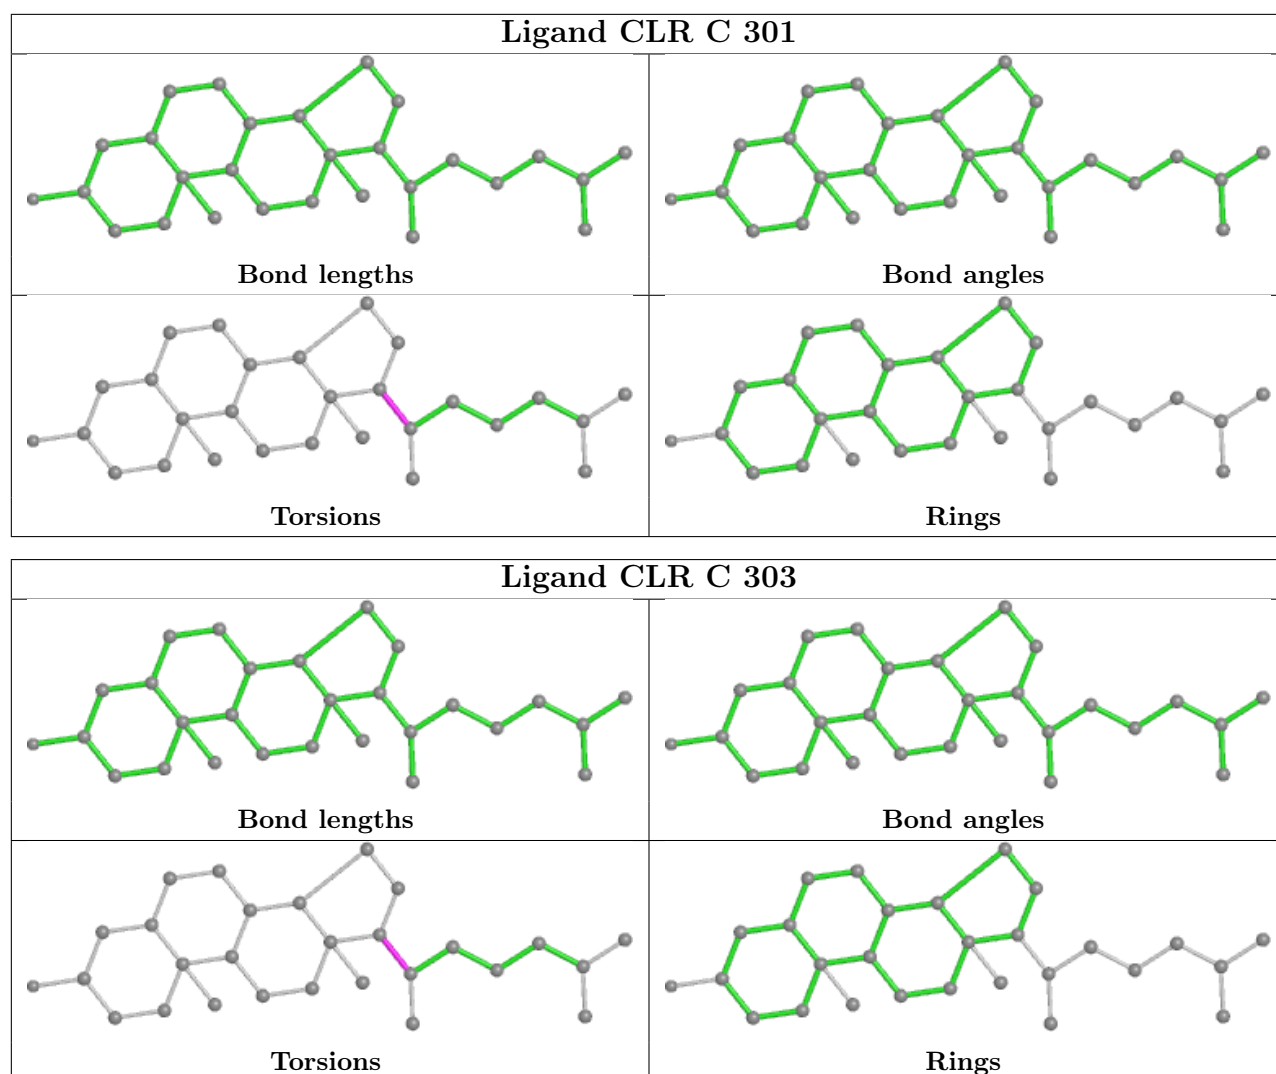 Ligand CLR C 301
Bond lengths
Bond angles
Torsions
Rings
Ligand CLR C 303
Bond lengths
Bond angles
Torsions
Rings